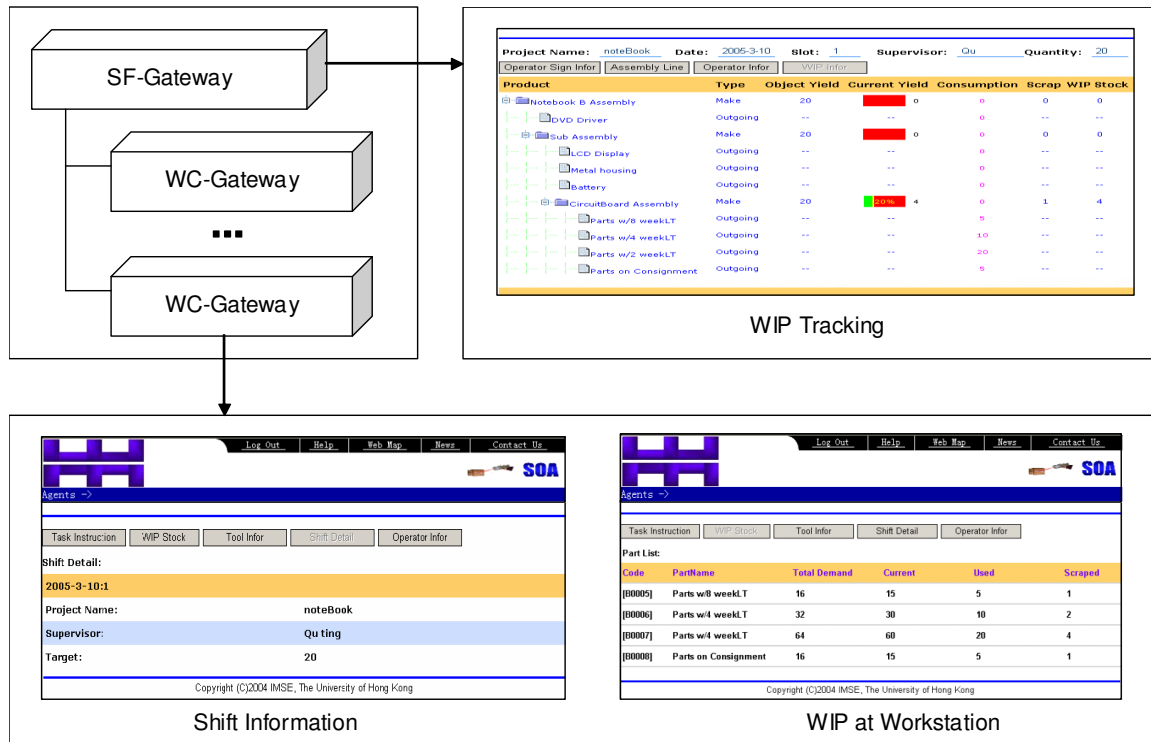 SF-Gateway
WC-Gateway
...
WC-Gateway
Project Name: noteBook Date: 2005-3-10 Slot: 1 Supervisor: Qu Quantity: 20
Operator Sign Infor Assembly Line Operator Infor WIP Infor
Product Type Object Yield Current Yield Consumption Scrap WIP Stock
Notebook B Assembly Make 20 0 0 0 0
DVD Driver Outgoing -- -- 0 -- --
Sub Assembly Make 20 0 0 0 0
LCD Display Outgoing -- -- 0 -- --
Metal housing Outgoing -- -- 0 -- --
Battery Outgoing -- -- 0 -- --
CircuitBoard Assembly Make 20 20% 4 0 1 4
Parts w/8 weekLT Outgoing -- -- 5 -- --
Parts w/4 weekLT Outgoing -- -- 10 -- --
Parts w/2 weekLT Outgoing -- -- 20 -- --
Parts on Consignment Outgoing -- -- 5 -- --
WIP Tracking
Log Out Help Web Map News Contact Us
SOA
Agents ->
Task Instruction WIP Stock Tool Infor Shift Detail Operator Infor
Shift Detail:
2005-3-10:1
Project Name: noteBook
Supervisor: Qu ting
Target: 20
Copyright (C)2004 IMSE, The University of Hong Kong
Shift Information
Log Out Help Web Map News Contact Us
SOA
Agents ->
Task Instruction WIP Stock Tool Infor Shift Detail Operator Infor
Part List:
Code PartName Total Demand Current Used Scraped
[B0005] Parts w/8 weekLT 16 15 5 1
[B0006] Parts w/4 weekLT 32 30 10 2
[B0007] Parts w/4 weekLT 64 60 20 4
[B0008] Parts on Consignment 16 15 5 1
Copyright (C)2004 IMSE, The University of Hong Kong
WIP at Workstation